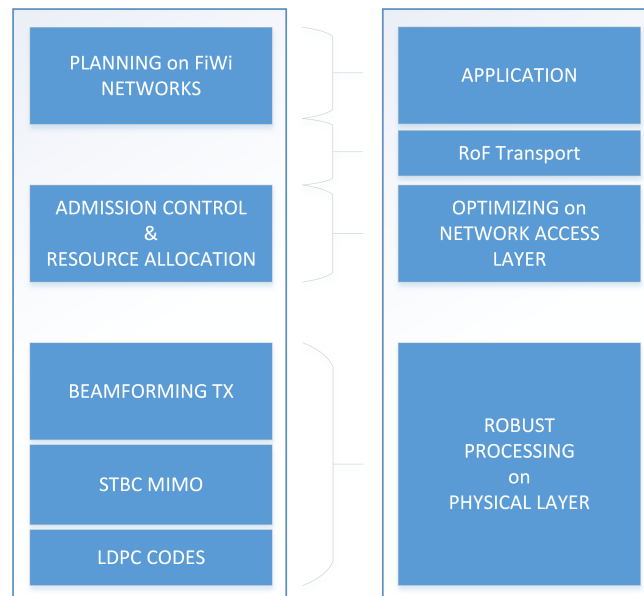 PLANNING on FiWi
NETWORKS
ADMISSION CONTROL
&
RESOURCE ALLOCATION
BEAMFORMING TX
STBC MIMO
LDPC CODES
APPLICATION
RoF Transport
OPTIMIZING on
NETWORK ACCESS
LAYER
ROBUST
PROCESSING
on
PHYSICAL LAYER